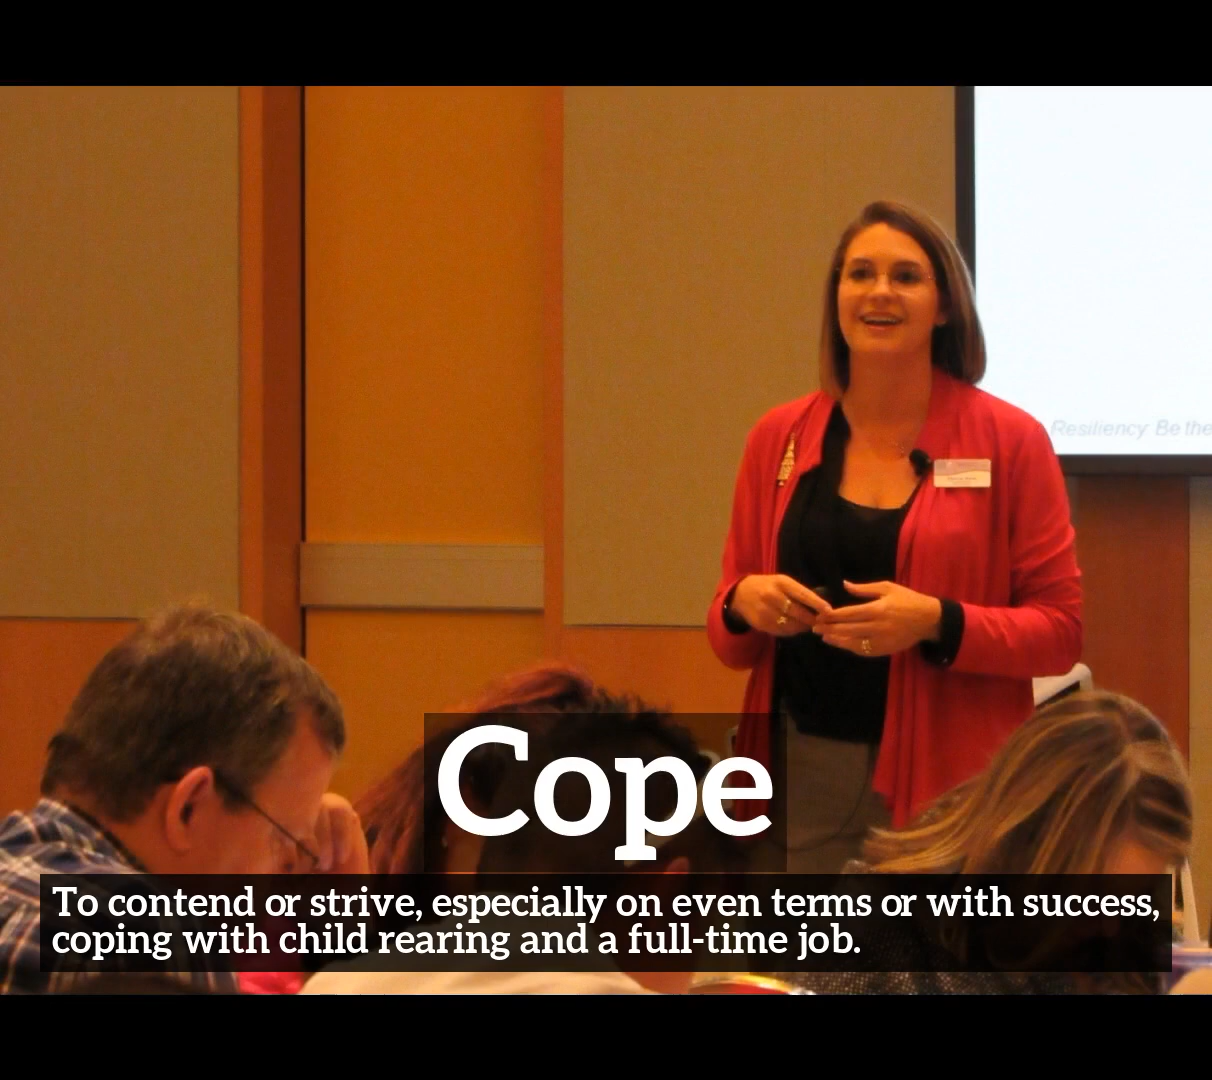 Resiliency: Be the
Cope
To contend or strive, especially on even terms or with success,
coping with child rearing and a full-time job.